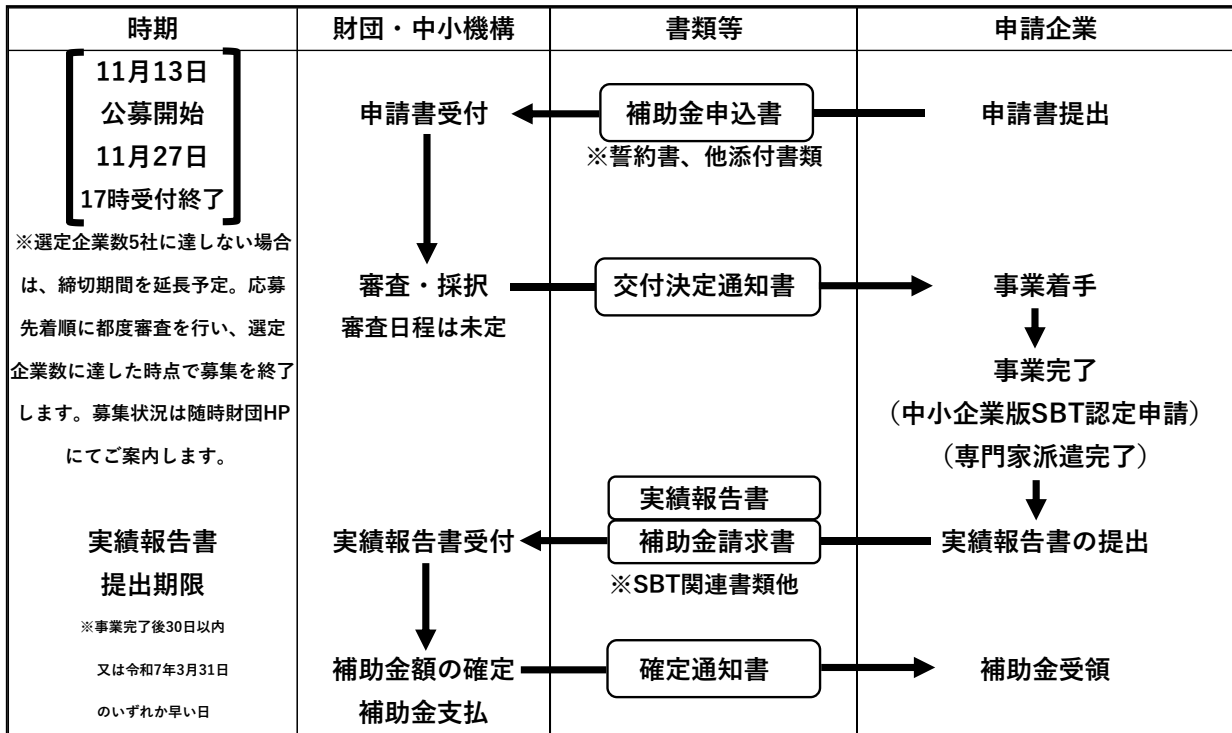 時期
財団・中小機構
書類等
申請企業
11月13日
公募開始
11月27日
17時受付終了
申請書受付
補助金申込書
※誓約書、他添付書類
申請書提出
※選定企業数5社に達しない場合
は、締切期間を延長予定。応募
先着順に都度審査を行い、選定
企業数に達した時点で募集を終了
します。募集状況は随時財団HP
にてご案内します。
審査・採択
審査日程は未定
交付決定通知書
事業着手
事業完了
（中小企業版SBT認定申請）
（専門家派遣完了）
実績報告書
提出期限
※事業完了後30日以内
又は令和7年3月31日
のいずれか早い日
実績報告書受付
実績報告書
補助金請求書
※SBT関連書類他
実績報告書の提出
補助金額の確定
補助金支払
確定通知書
補助金受領